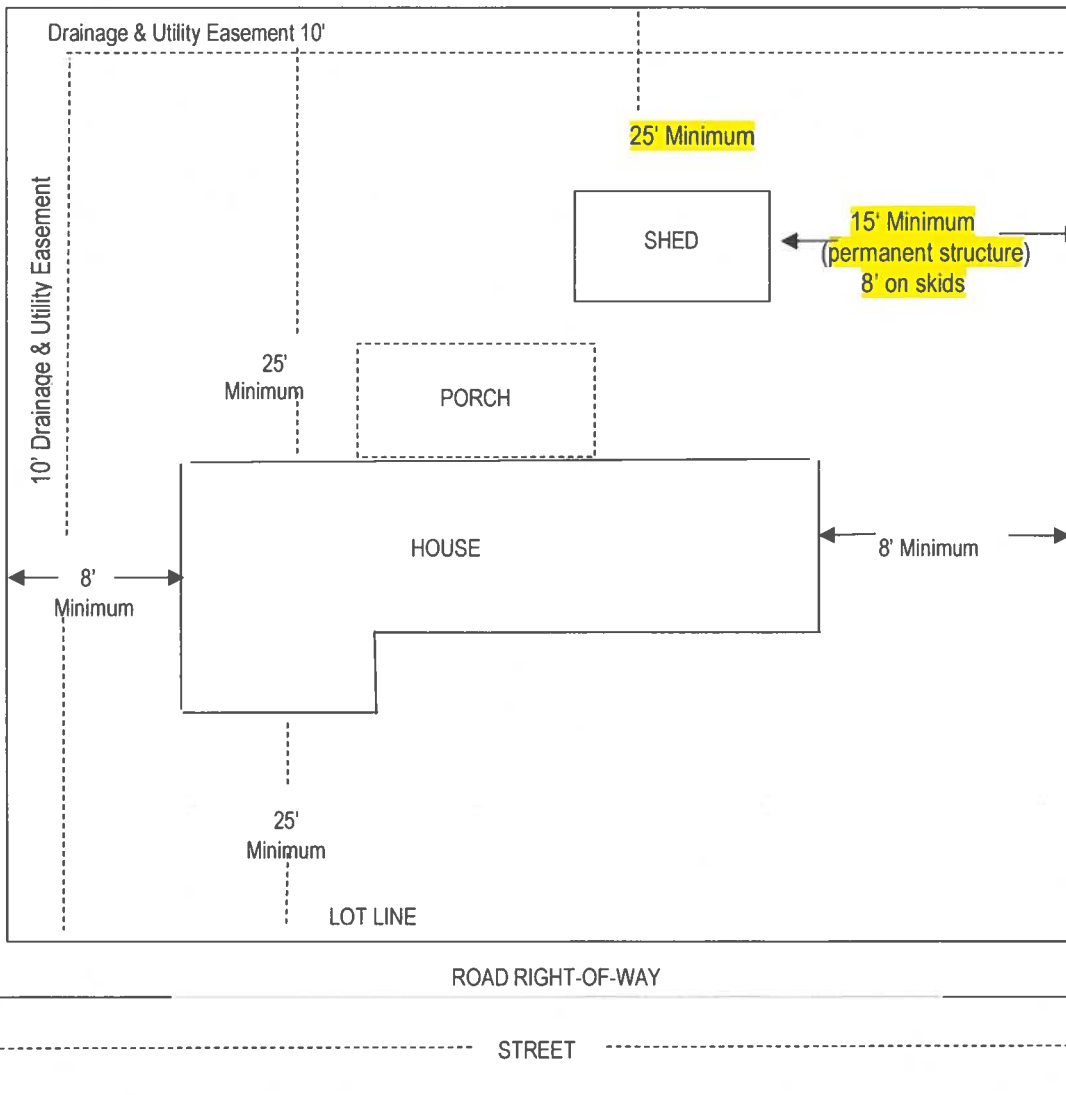 Drainage & Utility Easement 10'
25' Minimum
10' Drainage & Utility Easement
SHED
15' Minimum
(permanent structure)
8' on skids
25'
Minimum
PORCH
HOUSE
8' Minimum
8'
Minimum
25'
Minimum
LOT LINE
ROAD RIGHT-OF-WAY
STREET